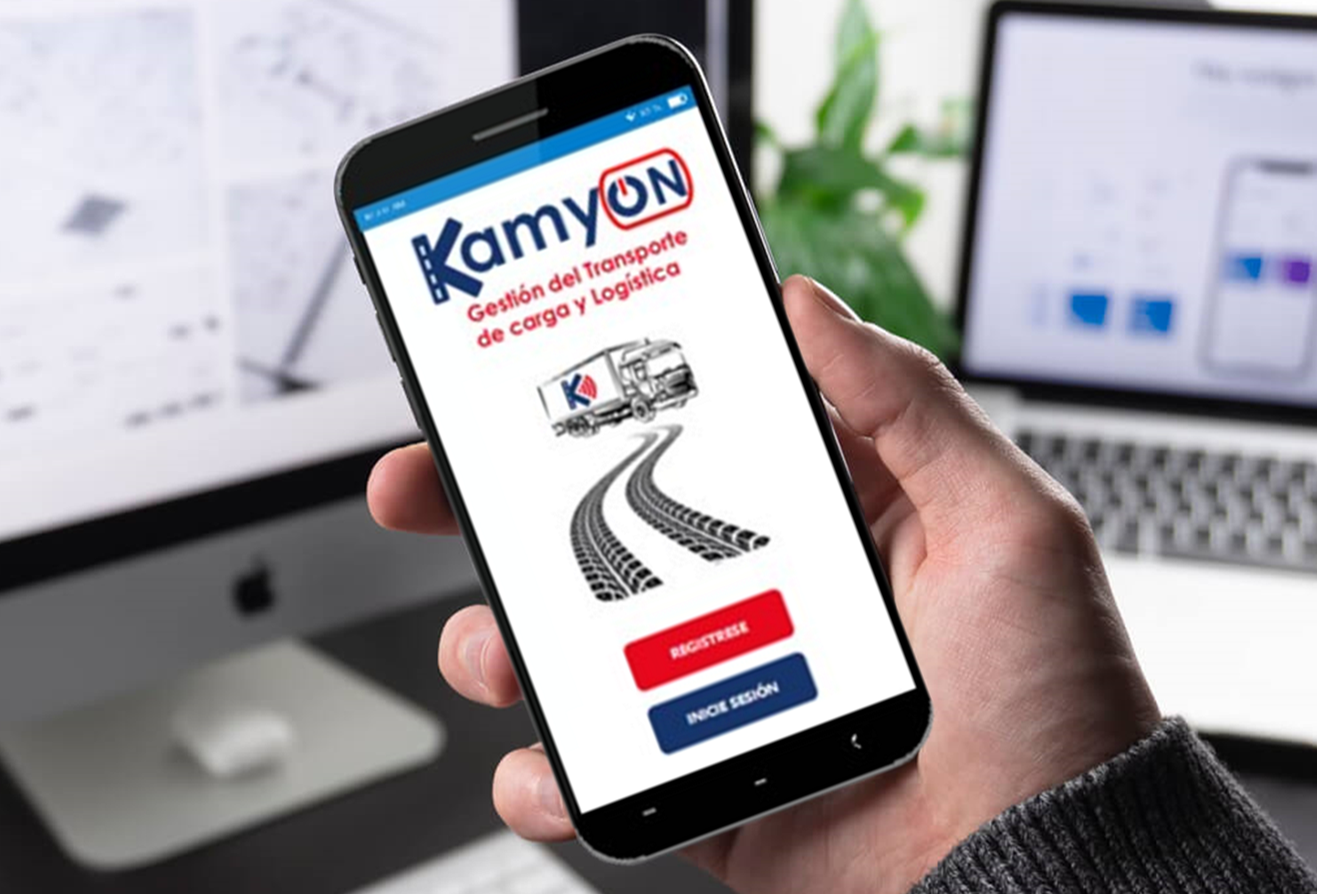 KamyON
Gestión del Transporte
de carga y Logística
K
REGISTRESE
INICIE SESIÓN